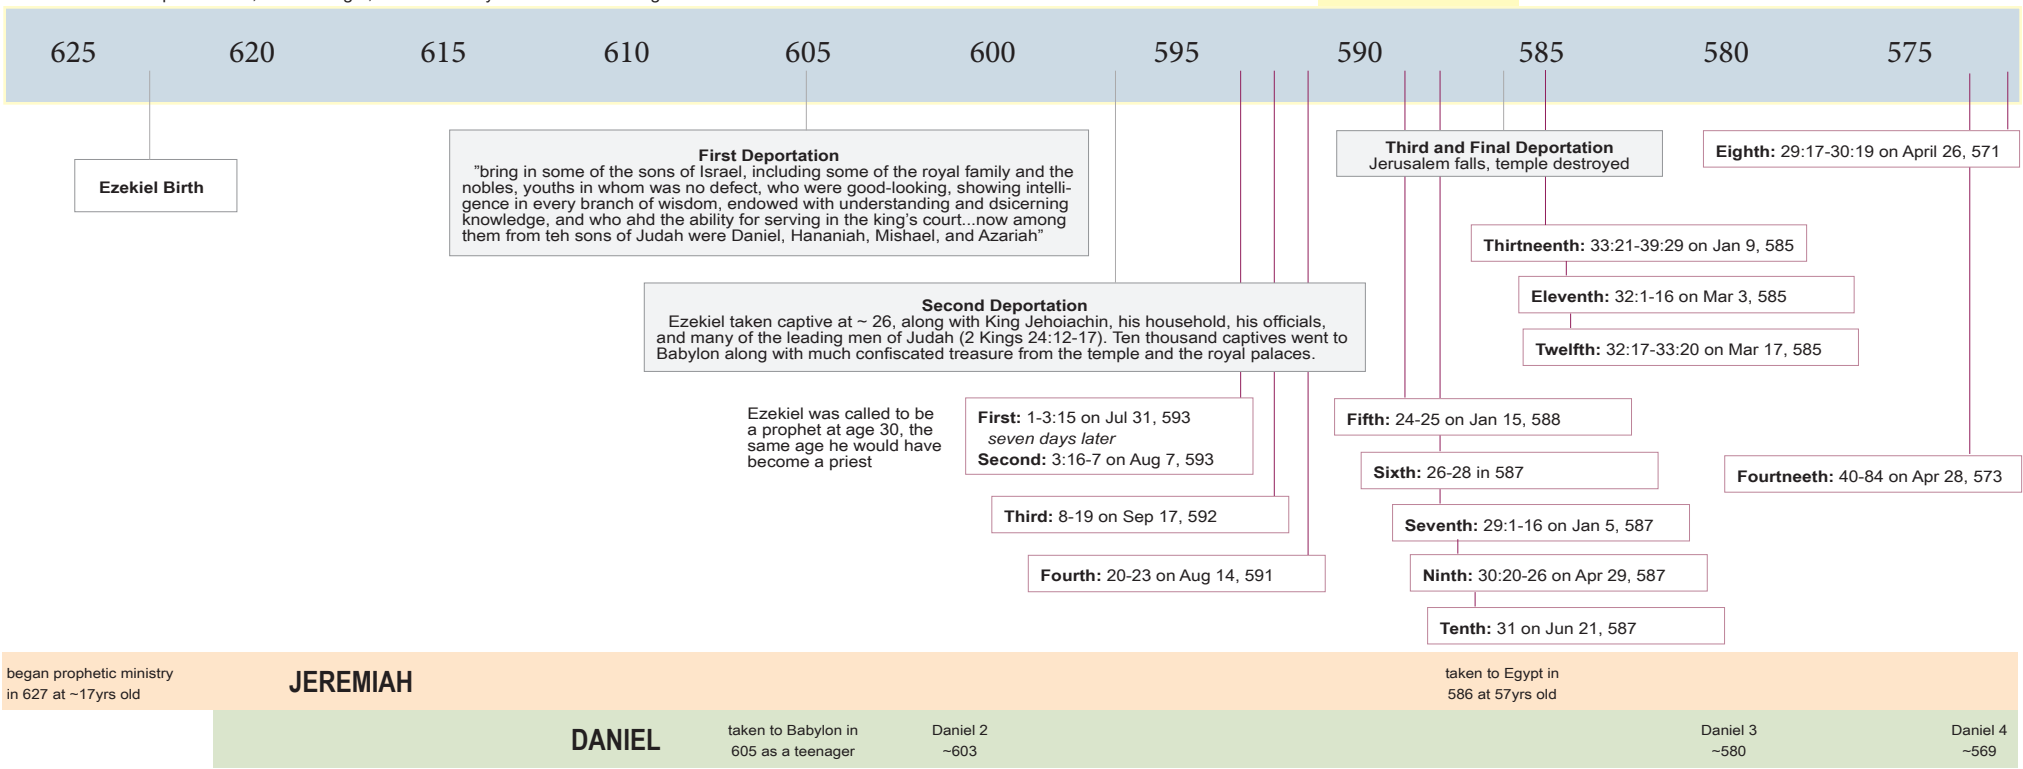 625 620 615 610 605 600 595 590 585 580 575
Ezekiel Birth
First Deportation
"bring in some of the sons of Israel, including some of the royal family and the
nobles, youths in whom was no defect, who were good-looking, showing intelli-
gence in every branch of wisdom, endowed with understanding and dsicerning
knowledge, and who ahd the ability for serving in the king's court...now among
them from teh sons of Judah were Daniel, Hananiah, Mishael, and Azariah"
Second Deportation
Ezekiel taken captive at ~ 26, along with King Jehoiachin, his household, his officials,
and many of the leading men of Judah (2 Kings 24:12-17). Ten thousand captives went to
Babylon along with much confiscated treasure from the temple and the royal palaces.
Third and Final Deportation
Jerusalem falls, temple destroyed
Eighth: 29:17-30:19 on April 26, 571
Thirtneenth: 33:21-39:29 on Jan 9, 585
Eleventh: 32:1-16 on Mar 3, 585
Twelfth: 32:17-33:20 on Mar 17, 585
Ezekiel was called to be
a prophet at age 30, the
same age he would have
become a priest
First: 1-3:15 on Jul 31, 593
seven days later
Second: 3:16-7 on Aug 7, 593
Third: 8-19 on Sep 17, 592
Fourth: 20-23 on Aug 14, 591
Fifth: 24-25 on Jan 15, 588
Sixth: 26-28 in 587
Seventh: 29:1-16 on Jan 5, 587
Ninth: 30:20-26 on Apr 29, 587
Tenth: 31 on Jun 21, 587
Fourtneeth: 40-84 on Apr 28, 573
began prophetic ministry
in 627 at ~17yrs old
JEREMIAH
taken to Egypt in
586 at 57yrs old
DANIEL
taken to Babylon in
605 as a teenager
Daniel 2
~603
Daniel 3
~580
Daniel 4
~569